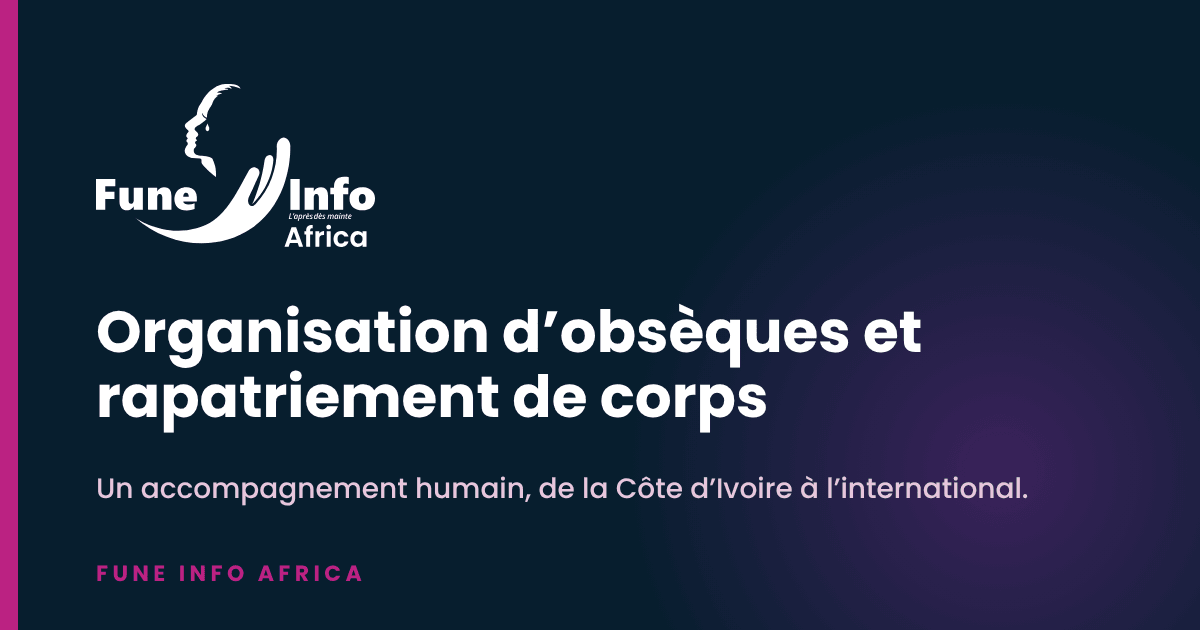 Fune Info
L'après dès mainte
Africa
Organisation d’obsèques et
rapatriement de corps
Un accompagnement humain, de la Côte d’Ivoire à l’international.
FUNE INFO AFRICA